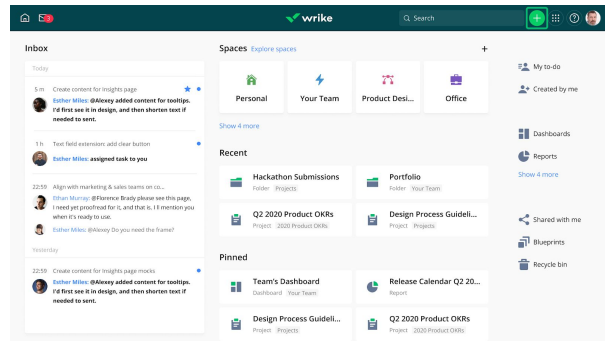 3
wrike
Search
Inbox
Today
5 m Create content for Insights page
Esther Miles: @Alexey added content for tooltips.
I'd first see it in design, and then shorten text if
needed to sent.
1 h Text field extension: add clear button
Esther Miles: assigned task to you
22:59 Align with marketing & sales teams on co...
Ethan Murray: @Florence Brady please see this page,
I need yet proofread for it, and that is. I ll mention you
when it's ready to use.
Esther Miles: @Alexey Do you need the frame?
Yesterday
22:59 Create content for Insights page mocks
Esther Miles: @Alexey added content for tooltips.
I'd first see it in design, and then shorten text if
needed to sent.
Spaces Explore spaces
Personal
Your Team
Product Desi...
Office
Show 4 more
Recent
Hackathon Submissions
Folder Projects
Portfolio
Folder Your Team
Q2 2020 Product OKRs
Project 2020 Product OKRs
Design Process Guideli...
Project Projects
Pinned
Team's Dashboard
Dashboard Your Team
Release Calendar Q2 20...
Report
Design Process Guideli...
Project Projects
Q2 2020 Product OKRs
Project 2020 Product OKRs
My to-do
Created by me
Dashboards
Reports
Show 4 more
Shared with me
Blueprints
Recycle bin